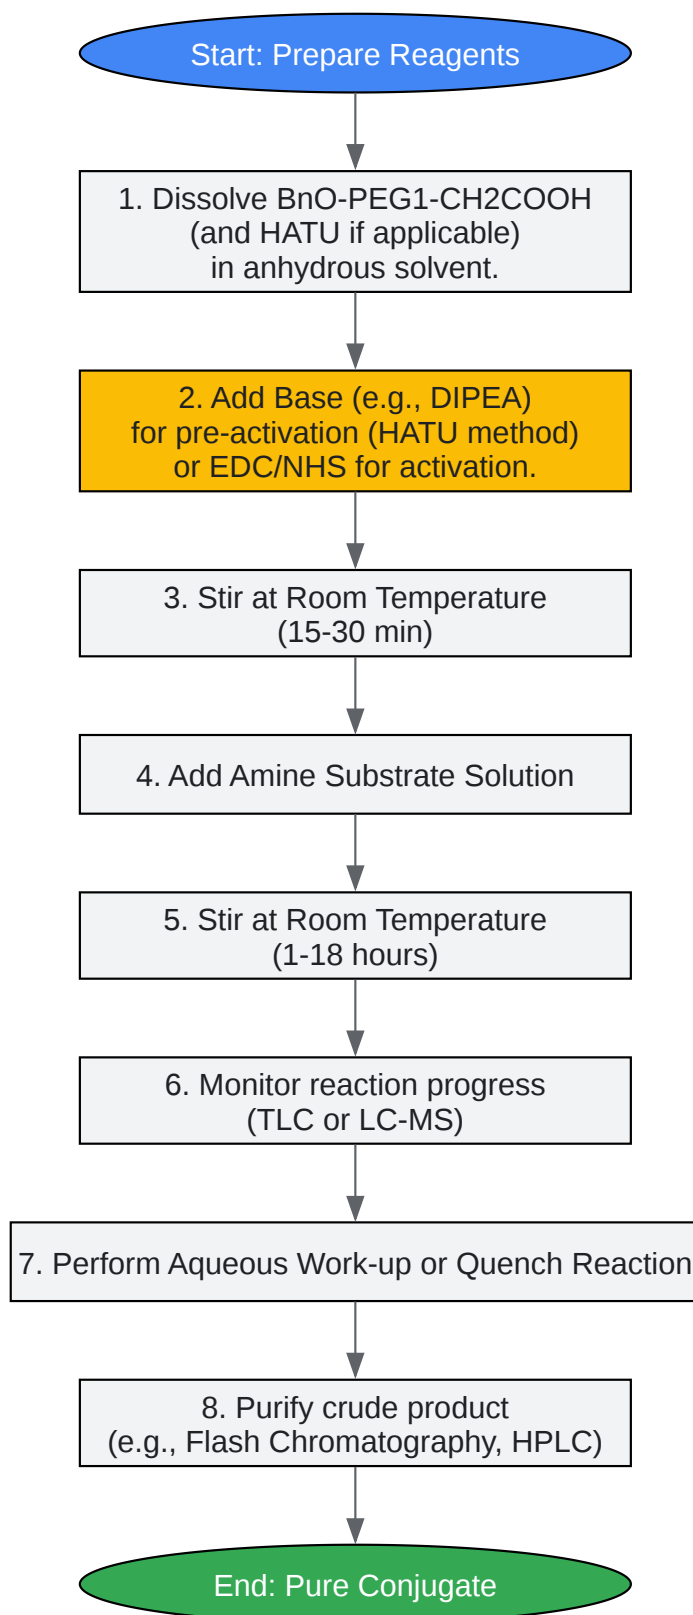 Start: Prepare Reagents
1. Dissolve BnO-PEG1-CH2COOH
(and HATU if applicable)
in anhydrous solvent.
2. Add Base (e.g., DIPEA)
for pre-activation (HATU method)
or EDC/NHS for activation.
3. Stir at Room Temperature
(15-30 min)
4. Add Amine Substrate Solution
5. Stir at Room Temperature
(1-18 hours)
6. Monitor reaction progress
(TLC or LC-MS)
7. Perform Aqueous Work-up or Quench Reaction
8. Purify crude product
(e.g., Flash Chromatography, HPLC)
End: Pure Conjugate